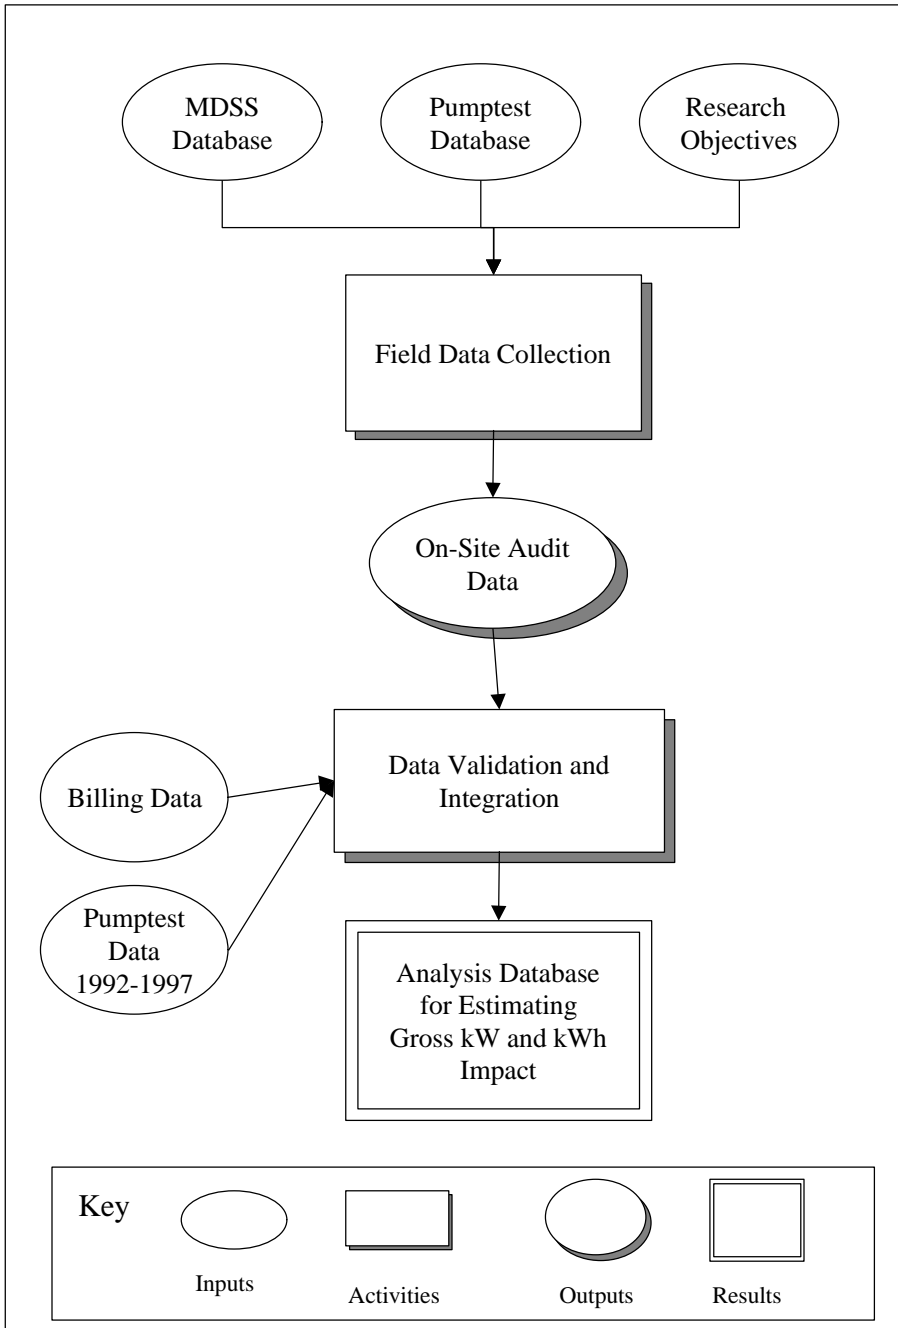 MDSS
Database
Pumptest
Database
Research
Objectives
Field Data Collection
On-Site Audit
Data
Data Validation and
Integration
Billing Data
Pumptest
Data
1992-1997
Analysis Database
for Estimating
Gross kW and kWh
Impact
Key
Inputs
Activities
Outputs
Results